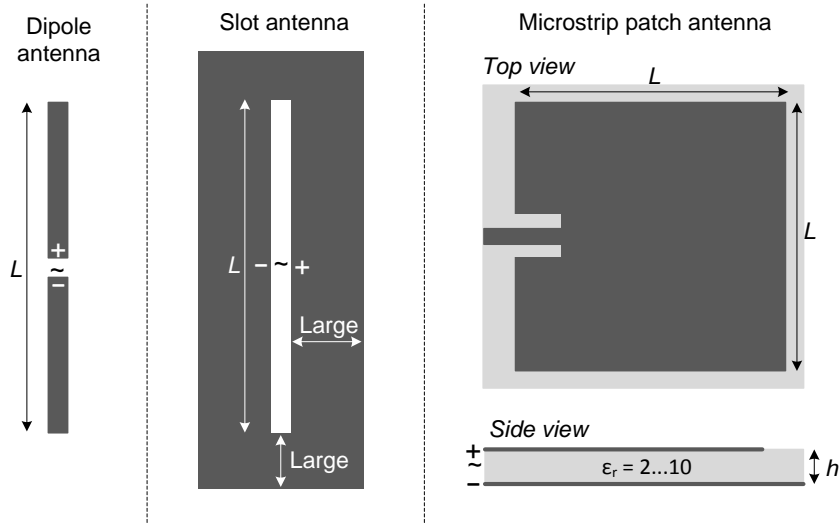 Dipole
antenna
L
+
~
−
Slot antenna
L
− ~ +
Large
Large
Microstrip patch antenna
Top view
L
L
Side view
+
~
−
εr = 2...10
h